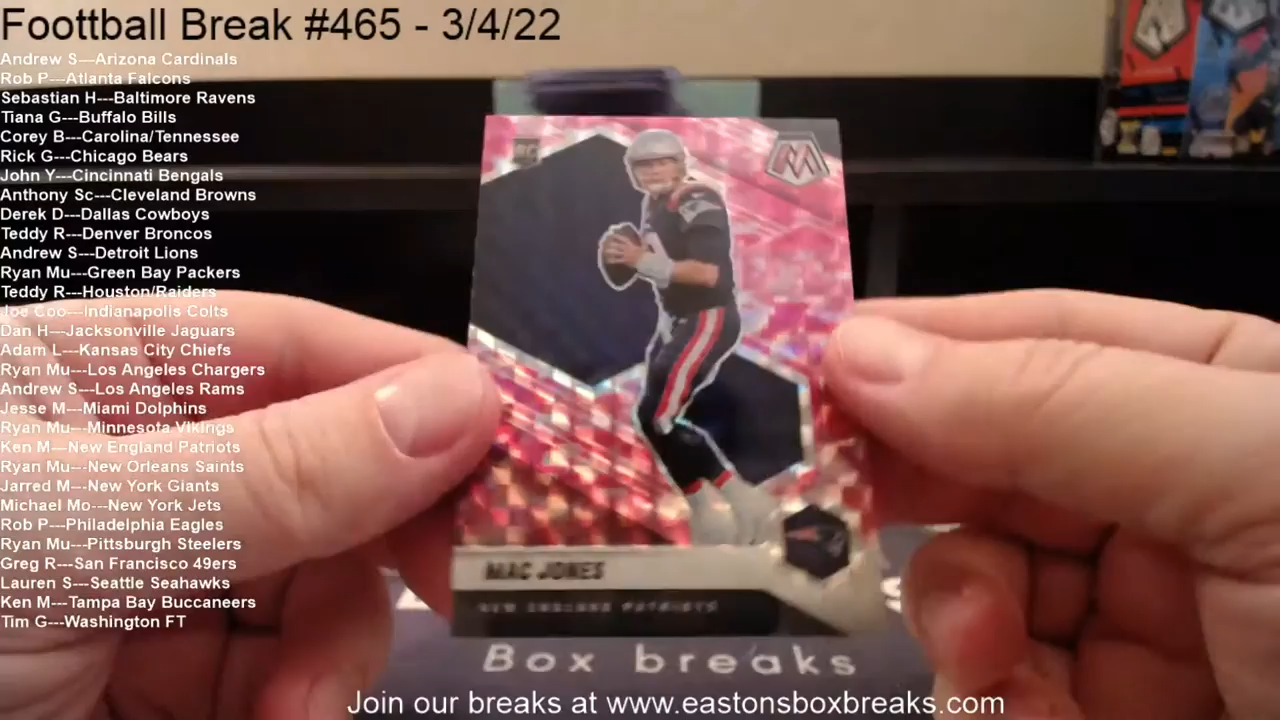 Foottball Break #465 - 3/4/22
Andrew S---Arizona Cardinals
Rob P---Atlanta Falcons
Sebastian H---Baltimore Ravens
Tiana G---Buffalo Bills
Corey B---Carolina/Tennessee
Rick G---Chicago Bears
John Y---Cincinnati Bengals
Anthony Sc---Cleveland Browns
Derek D---Dallas Cowboys
Teddy R---Denver Broncos
Andrew S---Detroit Lions
Ryan Mu---Green Bay Packers
Teddy R---Houston/Raiders
Joe Coo---Indianapolis Colts
Dan H---Jacksonville Jaguars
Adam L---Kansas City Chiefs
Ryan Mu---Los Angeles Chargers
Andrew S---Los Angeles Rams
Jesse M---Miami Dolphins
Ryan Mu---Minnesota Vikings
Ken M---New England Patriots
Ryan Mu---New Orleans Saints
Jarred M---New York Giants
Michael Mo---New York Jets
Rob P---Philadelphia Eagles
Ryan Mu---Pittsburgh Steelers
Greg R---San Francisco 49ers
Lauren S---Seattle Seahawks
Ken M---Tampa Bay Buccaneers
Tim G---Washington FT
RC
M
MAC JONES
NEW ENGLAND PATRIOTS
Box breaks
Join our breaks at www.eastonsboxbreaks.com